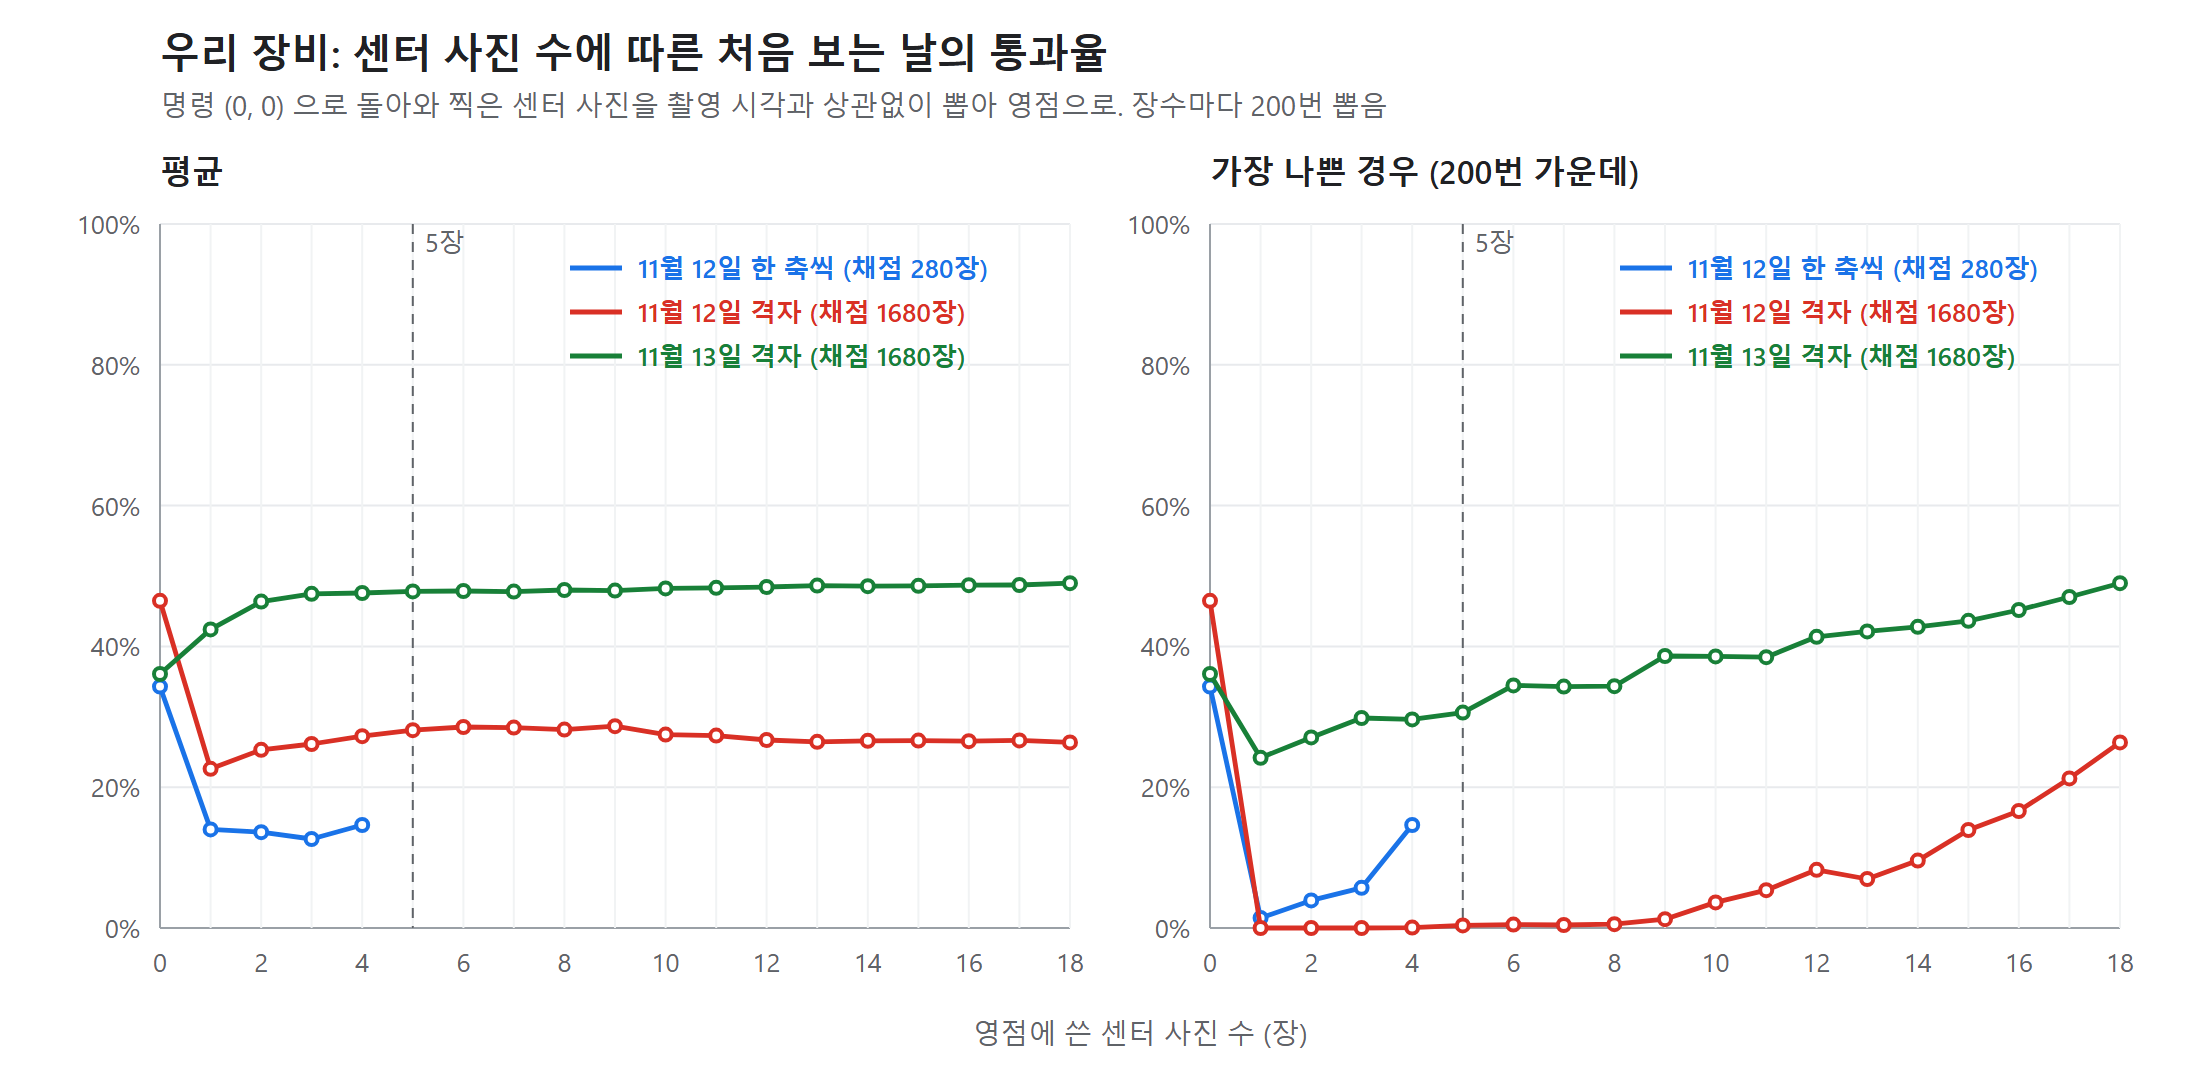 우리 장비: 센터 사진 수에 따른 처음 보는 날의 통과율
명령 (0, 0) 으로 돌아와 찍은 센터 사진을 촬영 시각과 상관없이 뽑아 영점으로. 장수마다 200번 뽑음
평균
100%
80%
60%
40%
20%
0%
5장
11월 12일 한 축씩 (채점 280장)
11월 12일 격자 (채점 1680장)
11월 13일 격자 (채점 1680장)
0 2 4 6 8 10 12 14 16 18
가장 나쁜 경우 (200번 가운데)
100%
80%
60%
40%
20%
0%
5장
11월 12일 한 축씩 (채점 280장)
11월 12일 격자 (채점 1680장)
11월 13일 격자 (채점 1680장)
0 2 4 6 8 10 12 14 16 18
영점에 쓴 센터 사진 수 (장)